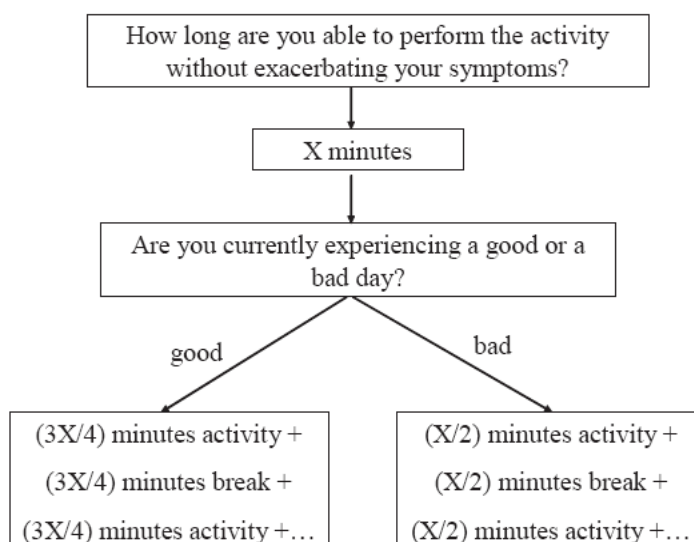 How long are you able to perform the activity
without exacerbating your symptoms?
X minutes
Are you currently experiencing a good or a
bad day?
good
bad
(3X/4) minutes activity +
(3X/4) minutes break +
(3X/4) minutes activity +…
(X/2) minutes activity +
(X/2) minutes break +
(X/2) minutes activity +…